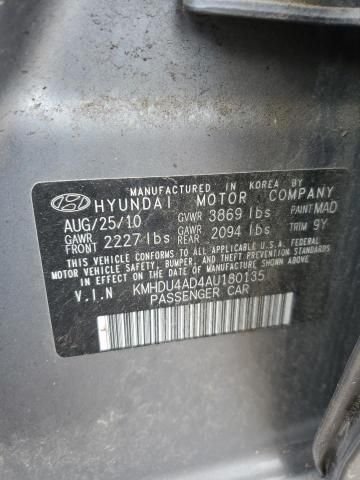 MANUFACTURED IN KOREA BY
HYUNDAI MOTOR COMPANY
AUG/25/10 GVWR 3869 lbs PAINT MAD
GAWR FRONT 2227 lbs GAWR REAR 2094 lbs TRIM 9Y
THIS VEHICLE CONFORMS TO ALL APPLICABLE U.S.A. FEDERAL
MOTOR VEHICLE SAFETY, BUMPER, AND THEFT PREVENTION
STANDARDS IN EFFECT ON THE DATE OF MANUFACTURE SHOWN
ABOVE.
V.I.N KMHDU4AD4AU180135
PASSENGER CAR